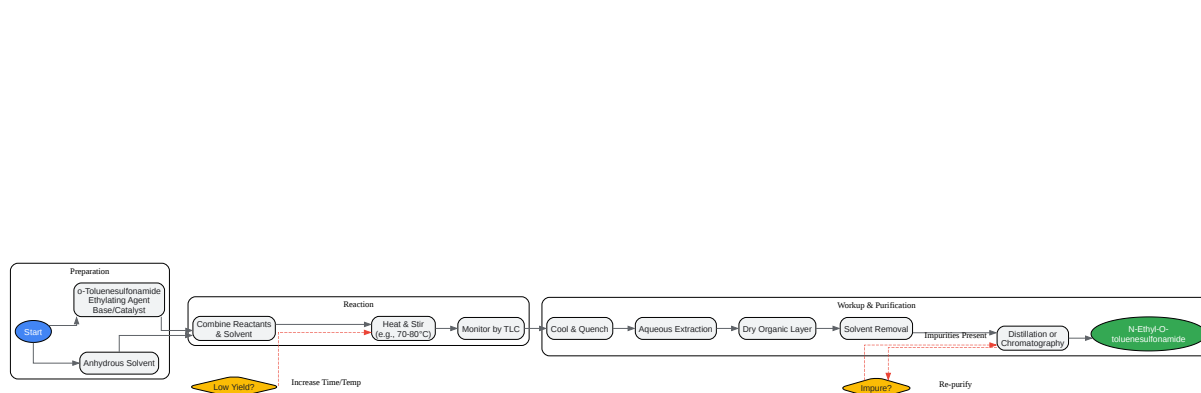 Preparation
o-Toluenesulfonamide
Ethylating Agent
Base/Catalyst
Start
Anhydrous Solvent
Reaction
Combine Reactants
& Solvent
Heat & Stir
(e.g., 70-80°C)
Monitor by TLC
Low Yield?
Increase Time/Temp
Workup & Purification
Cool & Quench
Aqueous Extraction
Dry Organic Layer
Solvent Removal
Impurities Present
Distillation or
Chromatography
N-Ethyl-O-
toluenesulfonamide
Impure?
Re-purify